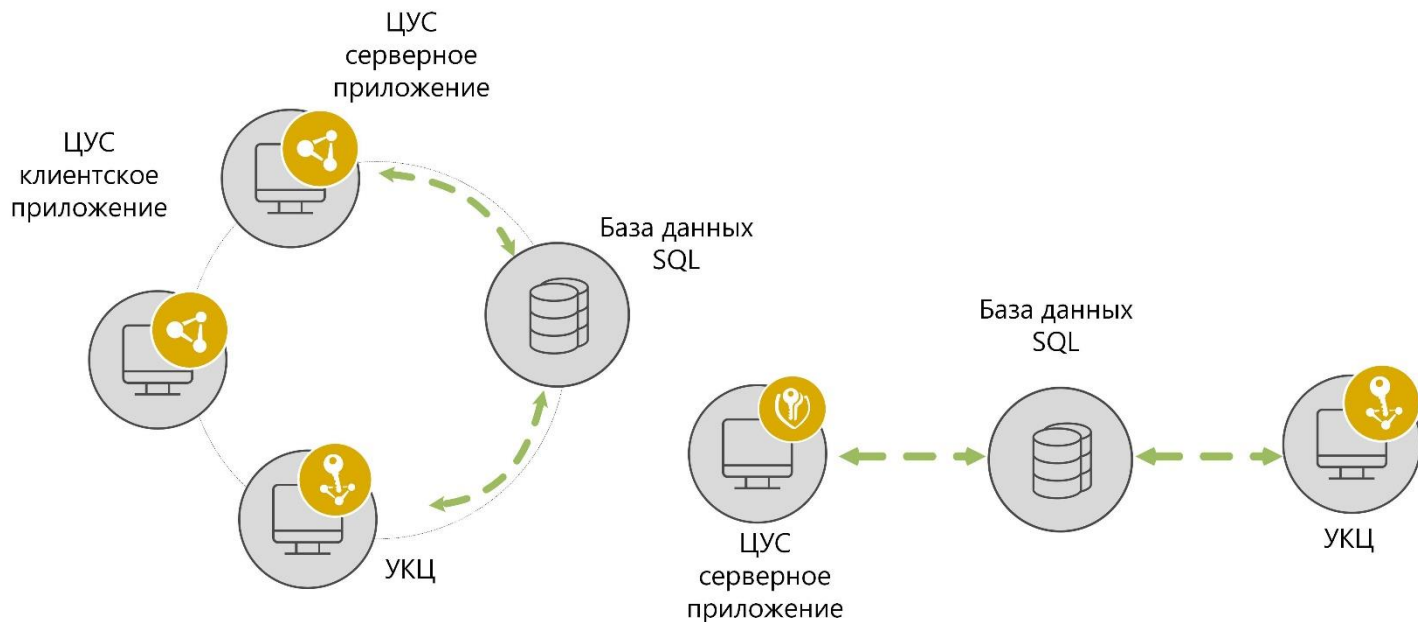 ЦУС
серверное
приложение
ЦУС
клиентское
приложение
База данных
SQL
УКЦ
База данных
SQL
ЦУС
серверное
приложение
УКЦ